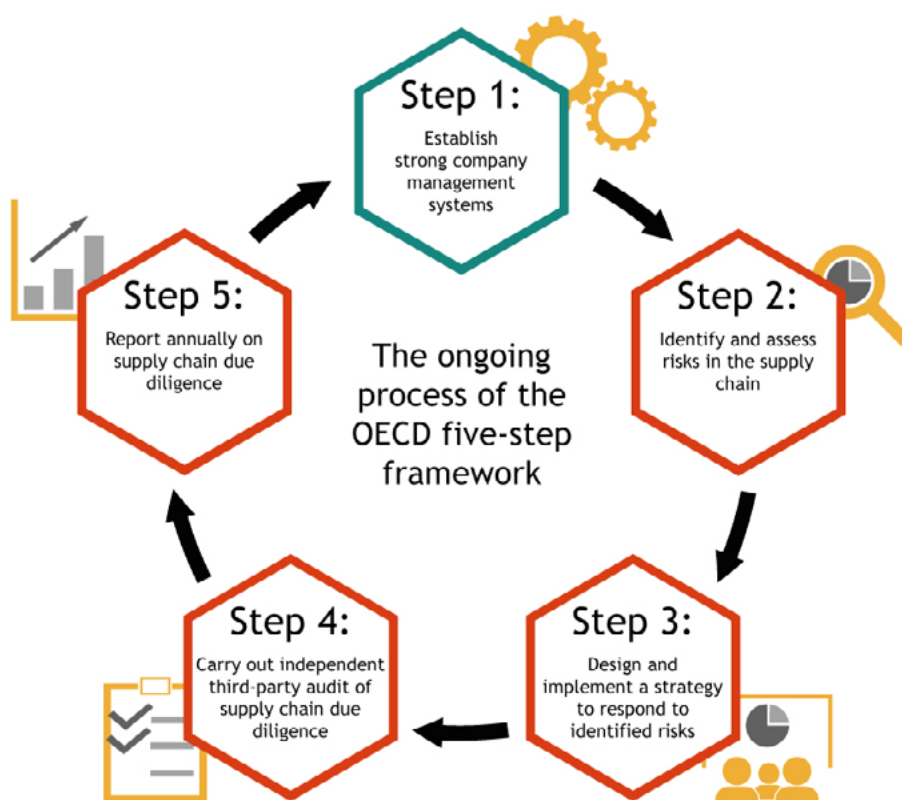 Step 1:
Establish
strong company
management
systems
Step 2:
Identify and assess
risks in the supply
chain
Step 3:
Design and
implement a strategy
to respond to
identified risks
Step 4:
Carry out independent
third-party audit of
supply chain due
diligence
Step 5:
Report annually on
supply chain due
diligence
The ongoing
process of the
OECD five-step
framework